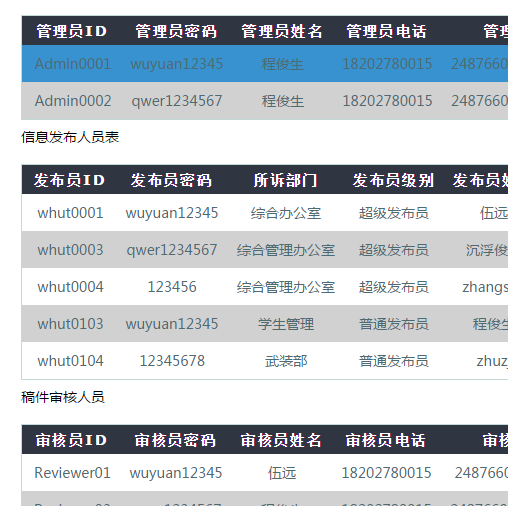 管理员ID 管理员密码 管理员姓名 管理员电话 管理
Admin0001 wuyuan12345 程俊生 18202780015 2487660
Admin0002 qwer1234567 程俊生 18202780015 2487660
信息发布人员表
发布员ID 发布员密码 所诉部门 发布员级别 发布员姓
whut0001 wuyuan12345 综合办公室 超级发布员 伍远
whut0003 qwer1234567 综合管理办公室 超级发布员 沉浮俊
whut0004 123456 综合管理办公室 超级发布员 zhangs
whut0103 wuyuan12345 学生管理 普通发布员 程俊生
whut0104 12345678 武装部 普通发布员 zhuz
稿件审核人员
审核员ID 审核员密码 审核员姓名 审核员电话 审核
Reviewer01 wuyuan12345 伍远 18202780015 2487660